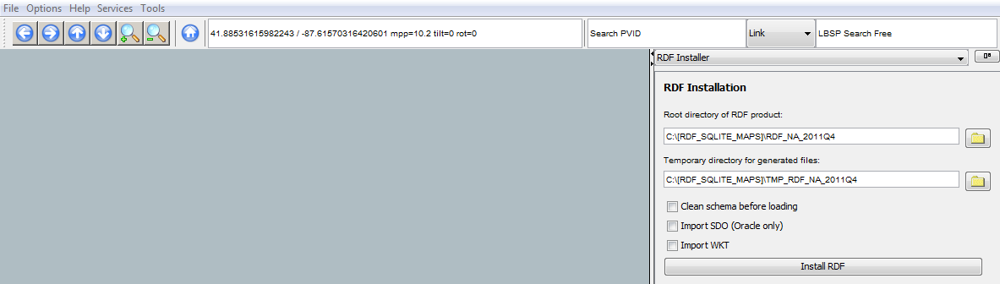 File Options Help Services Tools
41.88531615982243 / -87.61570316420601 mpp=10.2 tilt=0 rot=0 Search PVID Link LBSP Search Free
RDF Installer
RDF Installation
Root directory of RDF product:
C:\[RDF_SQLITE_MAPS]\RDF_NA_2011Q4
Temporary directory for generated files:
C:\[RDF_SQLITE_MAPS]\TMP_RDF_NA_2011Q4
Clean schema before loading
Import SDO (Oracle only)
Import WKT
Install RDF